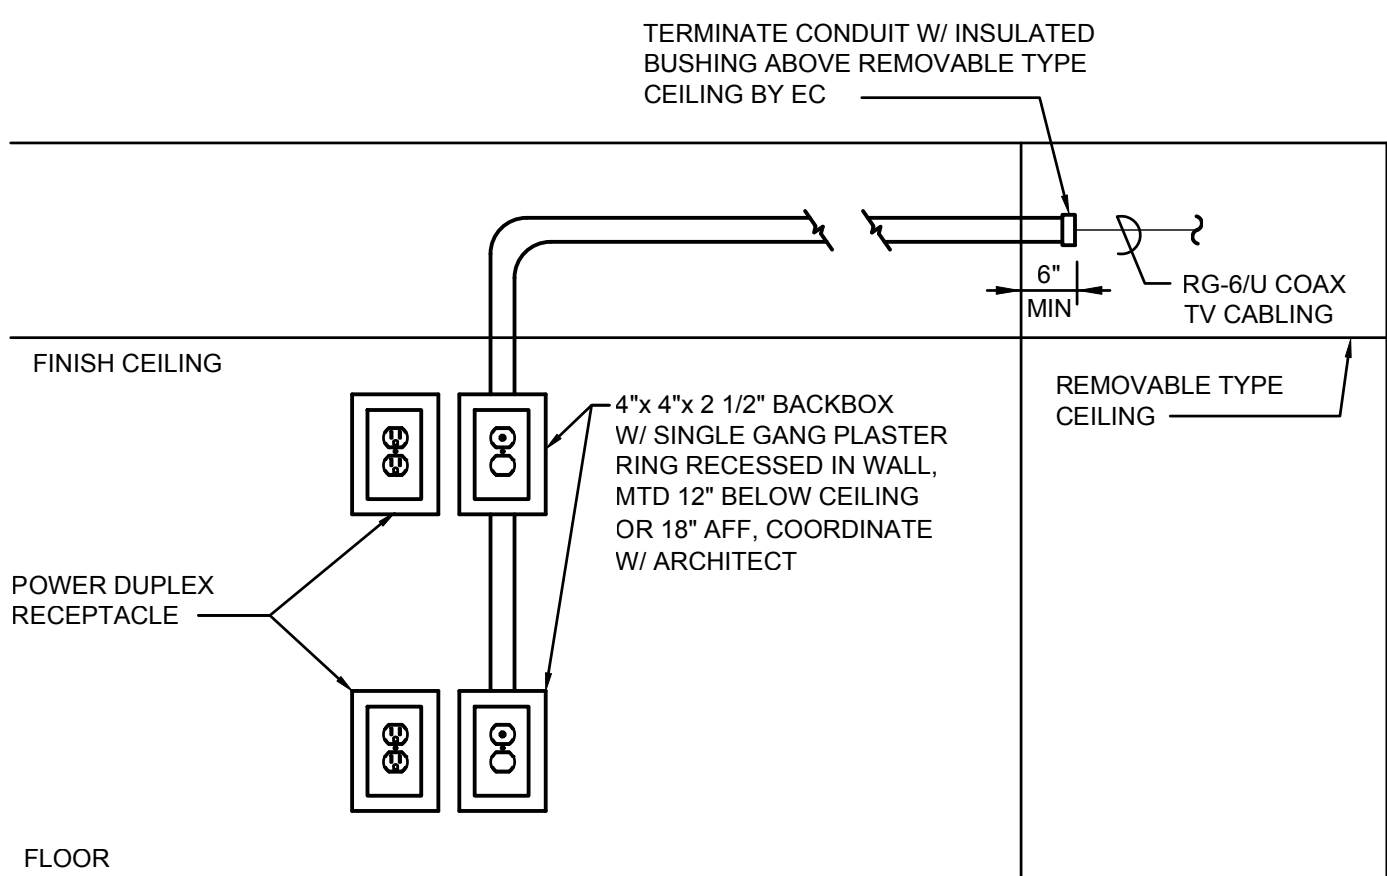 TERMINATE CONDUIT W/ INSULATED
BUSHING ABOVE REMOVABLE TYPE
CEILING BY EC
6"
MIN
RG-6/U COAX
TV CABLING
FINISH CEILING
REMOVABLE TYPE
CEILING
4"x 4"x 2 1/2" BACKBOX
W/ SINGLE GANG PLASTER
RING RECESSED IN WALL,
MTD 12" BELOW CEILING
OR 18" AFF, COORDINATE
W/ ARCHITECT
POWER DUPLEX
RECEPTACLE
FLOOR